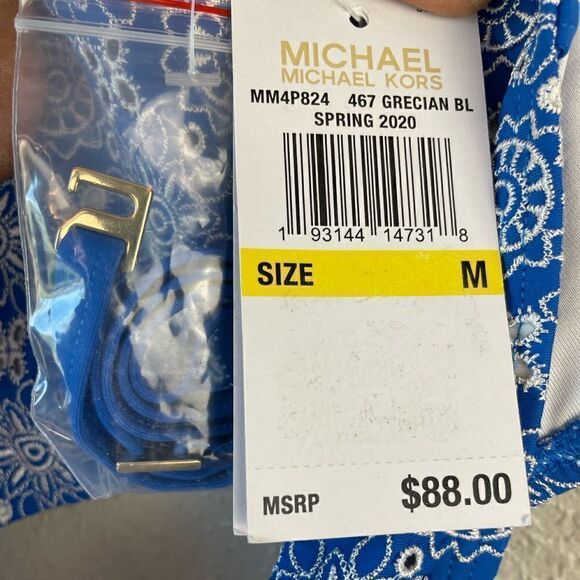 MICHAEL
MICHAEL KORS
MM4P824 467 GRECIAN BL
SPRING 2020
1 93144 14731 8
SIZE M
MSRP $88.00